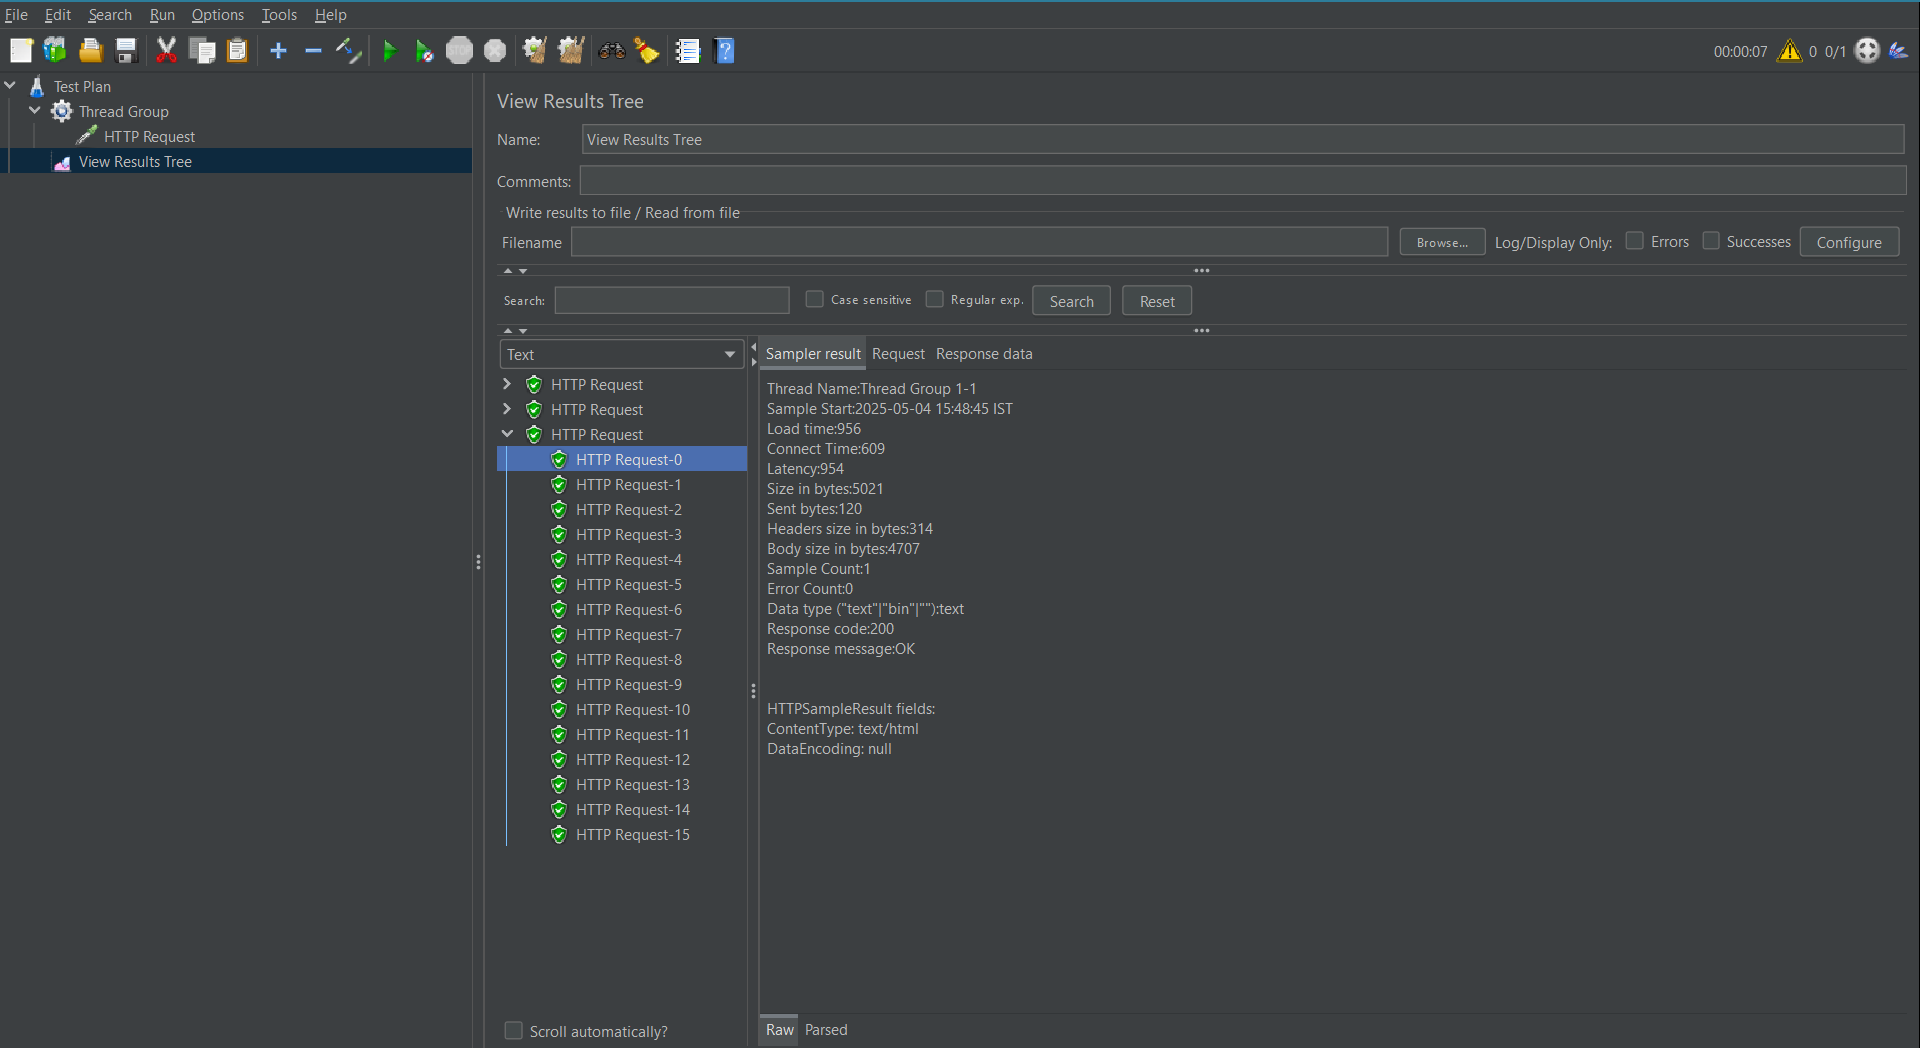 File Edit Search Run Options Tools Help
STOP
00:00:07 0 0/1
Test Plan
Thread Group
HTTP Request
View Results Tree
View Results Tree
Name: View Results Tree
Comments:
Write results to file / Read from file
Filename Browse... Log/Display Only: Errors Successes Configure
Search: Case sensitive Regular exp. Search Reset
Text
HTTP Request
HTTP Request
HTTP Request
HTTP Request-0
HTTP Request-1
HTTP Request-2
HTTP Request-3
HTTP Request-4
HTTP Request-5
HTTP Request-6
HTTP Request-7
HTTP Request-8
HTTP Request-9
HTTP Request-10
HTTP Request-11
HTTP Request-12
HTTP Request-13
HTTP Request-14
HTTP Request-15
Scroll automatically?
Sampler result Request Response data
Thread Name:Thread Group 1-1
Sample Start:2025-05-04 15:48:45 IST
Load time:956
Connect Time:609
Latency:954
Size in bytes:5021
Sent bytes:120
Headers size in bytes:314
Body size in bytes:4707
Sample Count:1
Error Count:0
Data type ("text"|"bin"|""):text
Response code:200
Response message:OK
HTTPSampleResult fields:
ContentType: text/html
DataEncoding: null
Raw Parsed